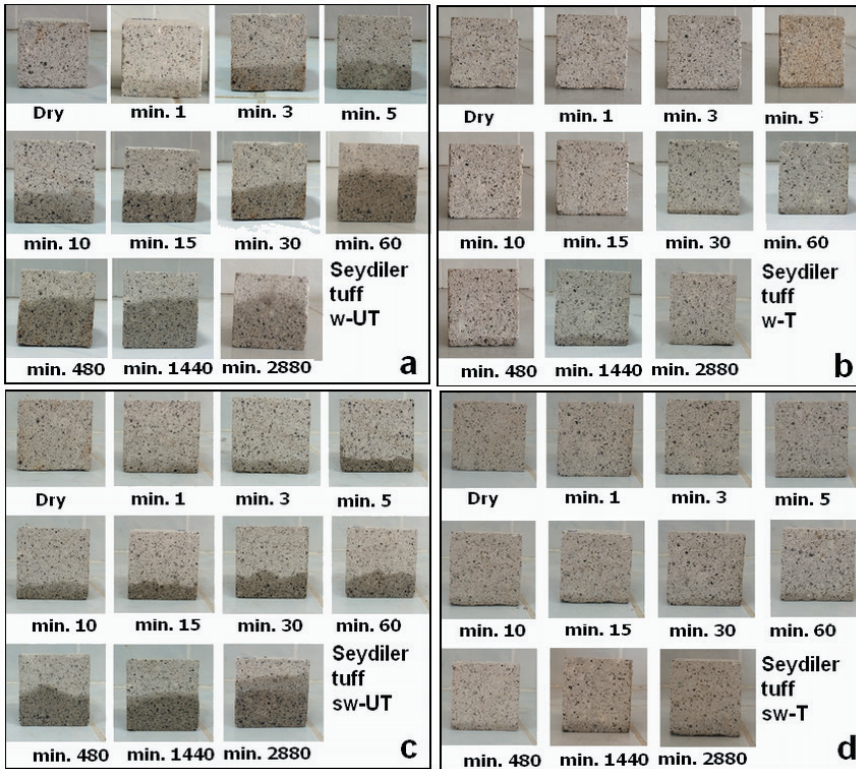 Dry min. 1 min. 3 min. 5
min. 10 min. 15 min. 30 min. 60
Seydiler
tuff
w-UT
min. 480 min. 1440 min. 2880
a
Dry min. 1 min. 3 min. 5
min. 10 min. 15 min. 30 min. 60
Seydiler
tuff
w-T
min. 480 min. 1440 min. 2880
b
Dry min. 1 min. 3 min. 5
min. 10 min. 15 min. 30 min. 60
Seydiler
tuff
sw-UT
min. 480 min. 1440 min. 2880
c
Dry min. 1 min. 3 min. 5
min. 10 min. 15 min. 30 min. 60
Seydiler
tuff
sw-T
min. 480 min. 1440 min. 2880
d